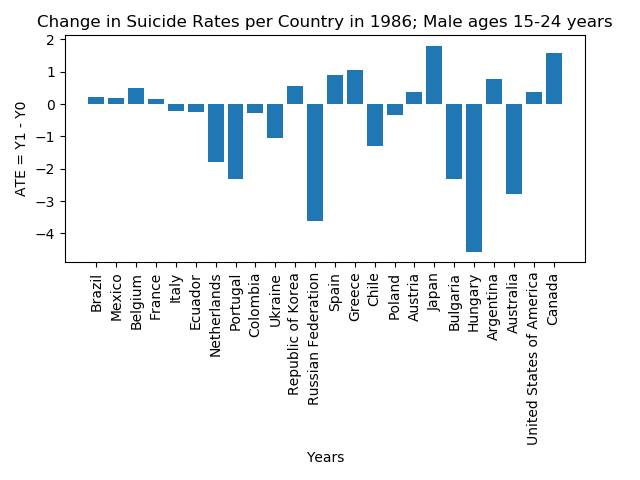 Change in Suicide Rates per Country in 1986; Male ages 15-24 years
ATE = Y1 - Y0
2
1
0
−1
−2
−3
−4
Brazil
Mexico
Belgium
France
Italy
Ecuador
Netherlands
Portugal
Colombia
Ukraine
Republic of Korea
Russian Federation
Spain
Greece
Chile
Poland
Austria
Japan
Bulgaria
Hungary
Argentina
Australia
United States of America
Canada
Years